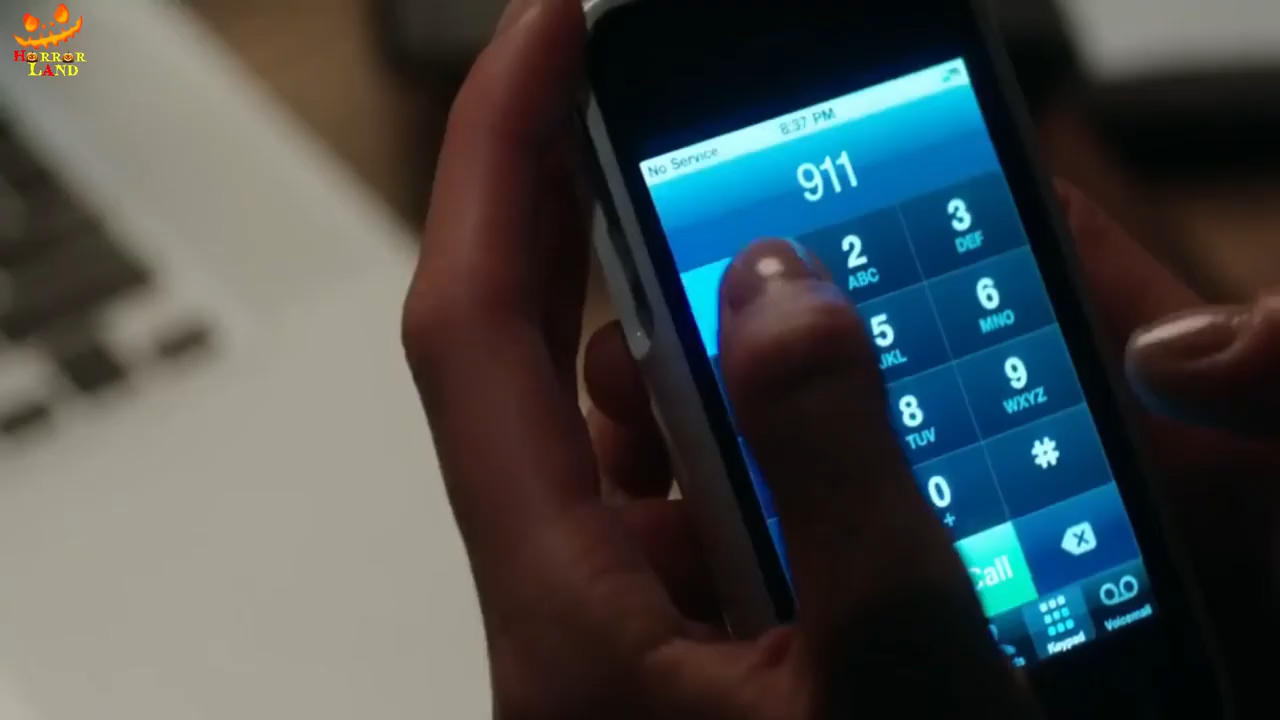 HORROR
LAND
No Service
8:37 PM
911
2
ABC
3
DEF
5
JKL
6
MNO
8
TUV
9
WXYZ
0
+
#
Call
Keypad
Voicemail